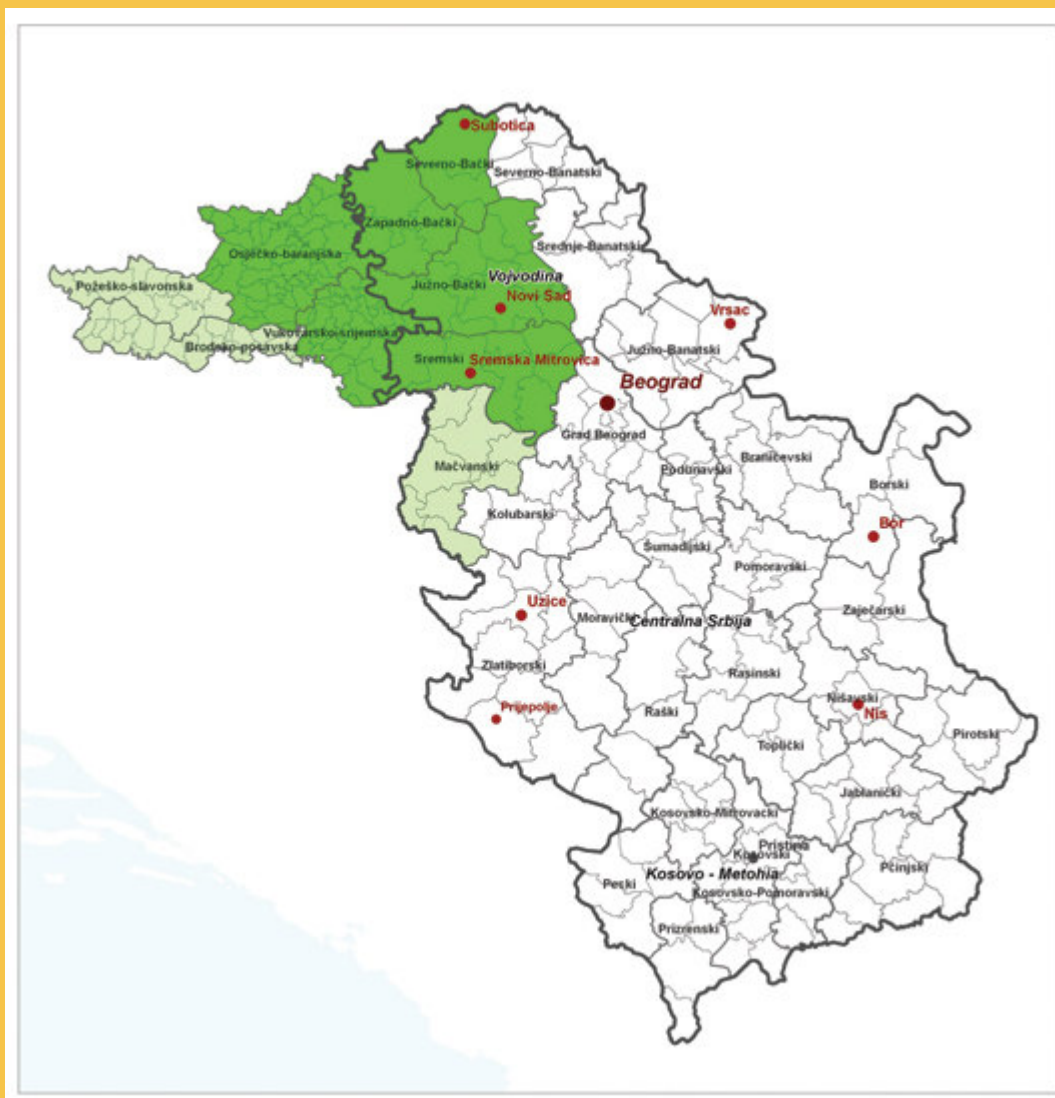 Subotica
Severno-Bački
Severno-Banatski
Zapadno-Bački
Srednje-Banatski
Osječko-baranjska
Vojvodina
Požeško-slavonska
Južno-Bački
Novi Sad
Vrsac
Vukovarsko-srijemska
Brodsko-posavska
Južno-Banatski
Sremski
Sremska Mitrovica
Beograd
Grad Beograd
Mačvanski
Podunavski
Braničevski
Borski
Kolubarski
Bor
Šumadijski
Pomoravski
Uzice
Zaječarski
Moravički
Centralna Srbija
Zlatiborski
Rasinski
Nišavski
Prijepolje
Raški
Nis
Pirotski
Toplički
Jablanički
Kosovsko-Mitrovacki
Pristina
Kosovski
Pčinjski
Kosovo - Metohia
Pecki
Kosovsko-Pomoravski
Prizrenski